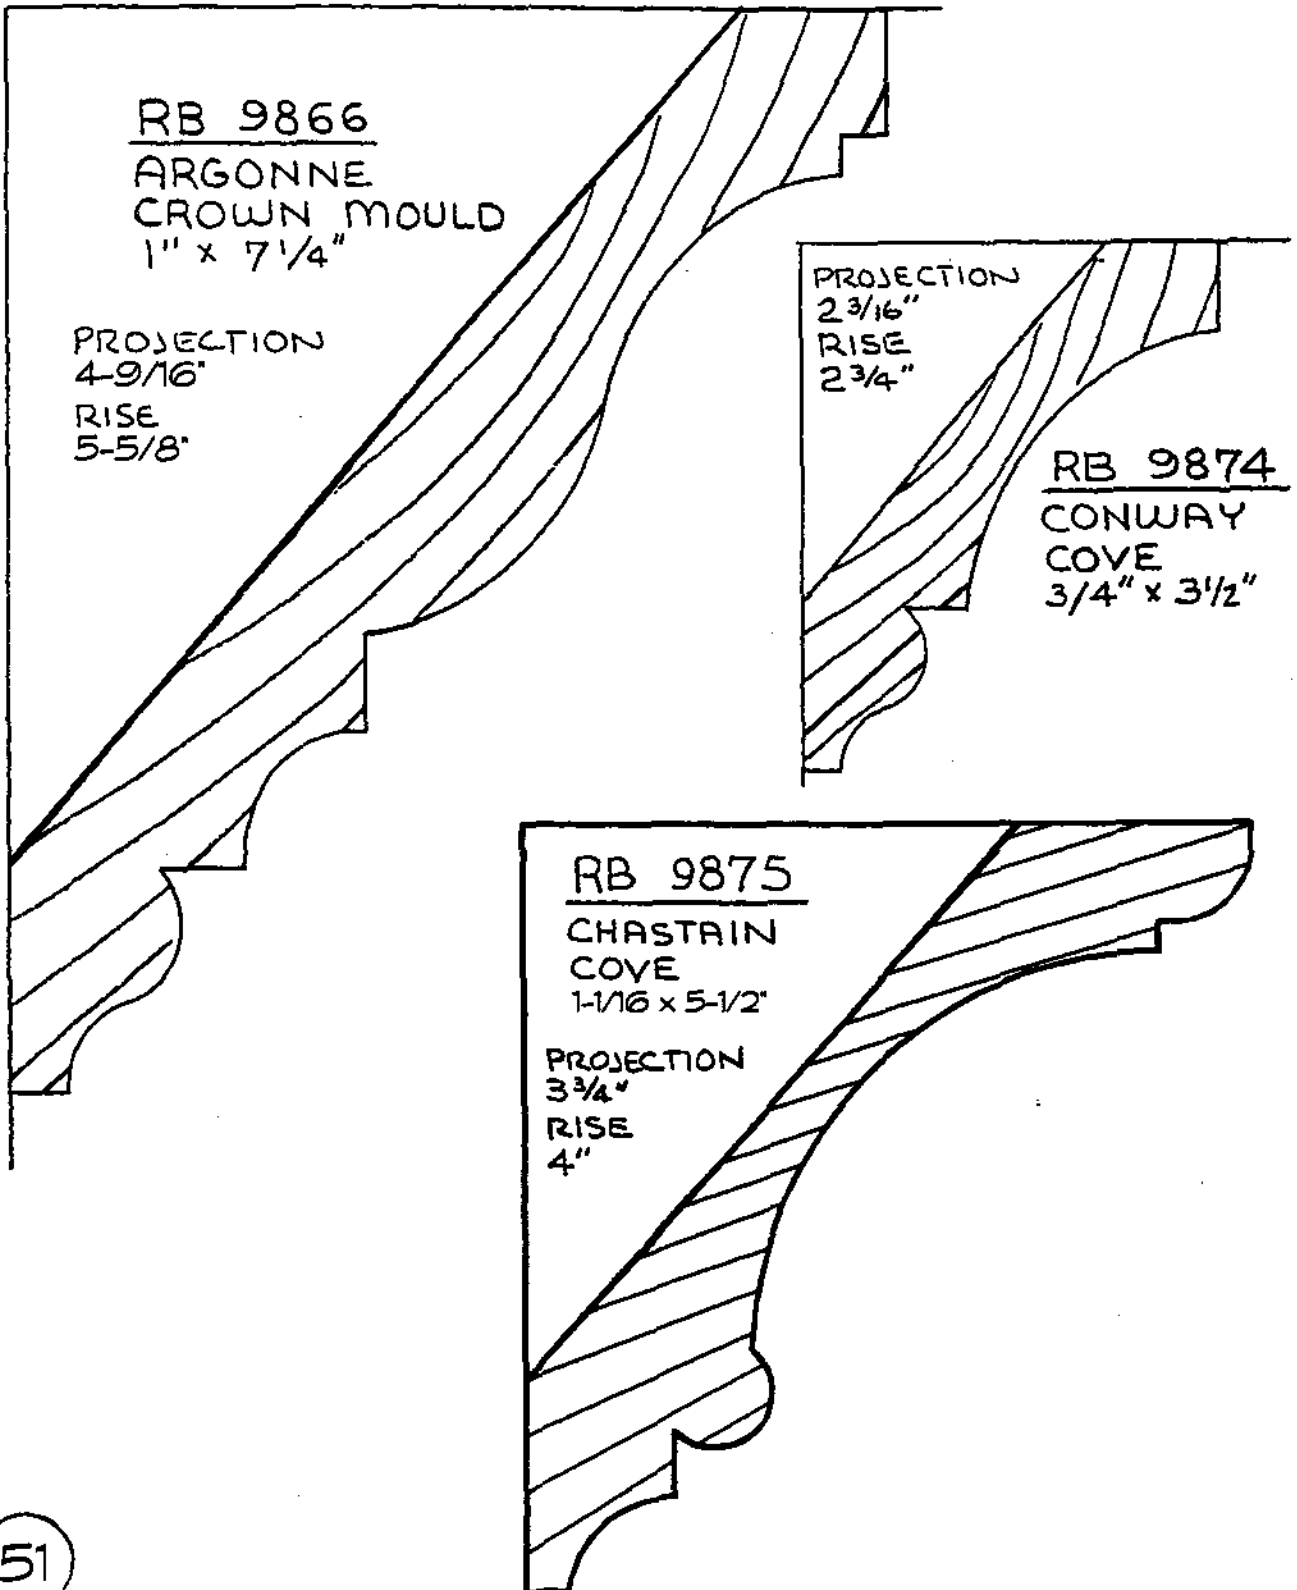 RB 9866
ARGONNE
CROWN MOULD
1" x 7 1/4"
PROJECTION
4-9/16"
RISE
5-5/8"
PROJECTION
2 3/16"
RISE
2 3/4"
RB 9874
CONWAY
COVE
3/4" x 3 1/2"
RB 9875
CHASTAIN
COVE
1-1/16 x 5-1/2"
PROJECTION
3 3/4"
RISE
4"
51